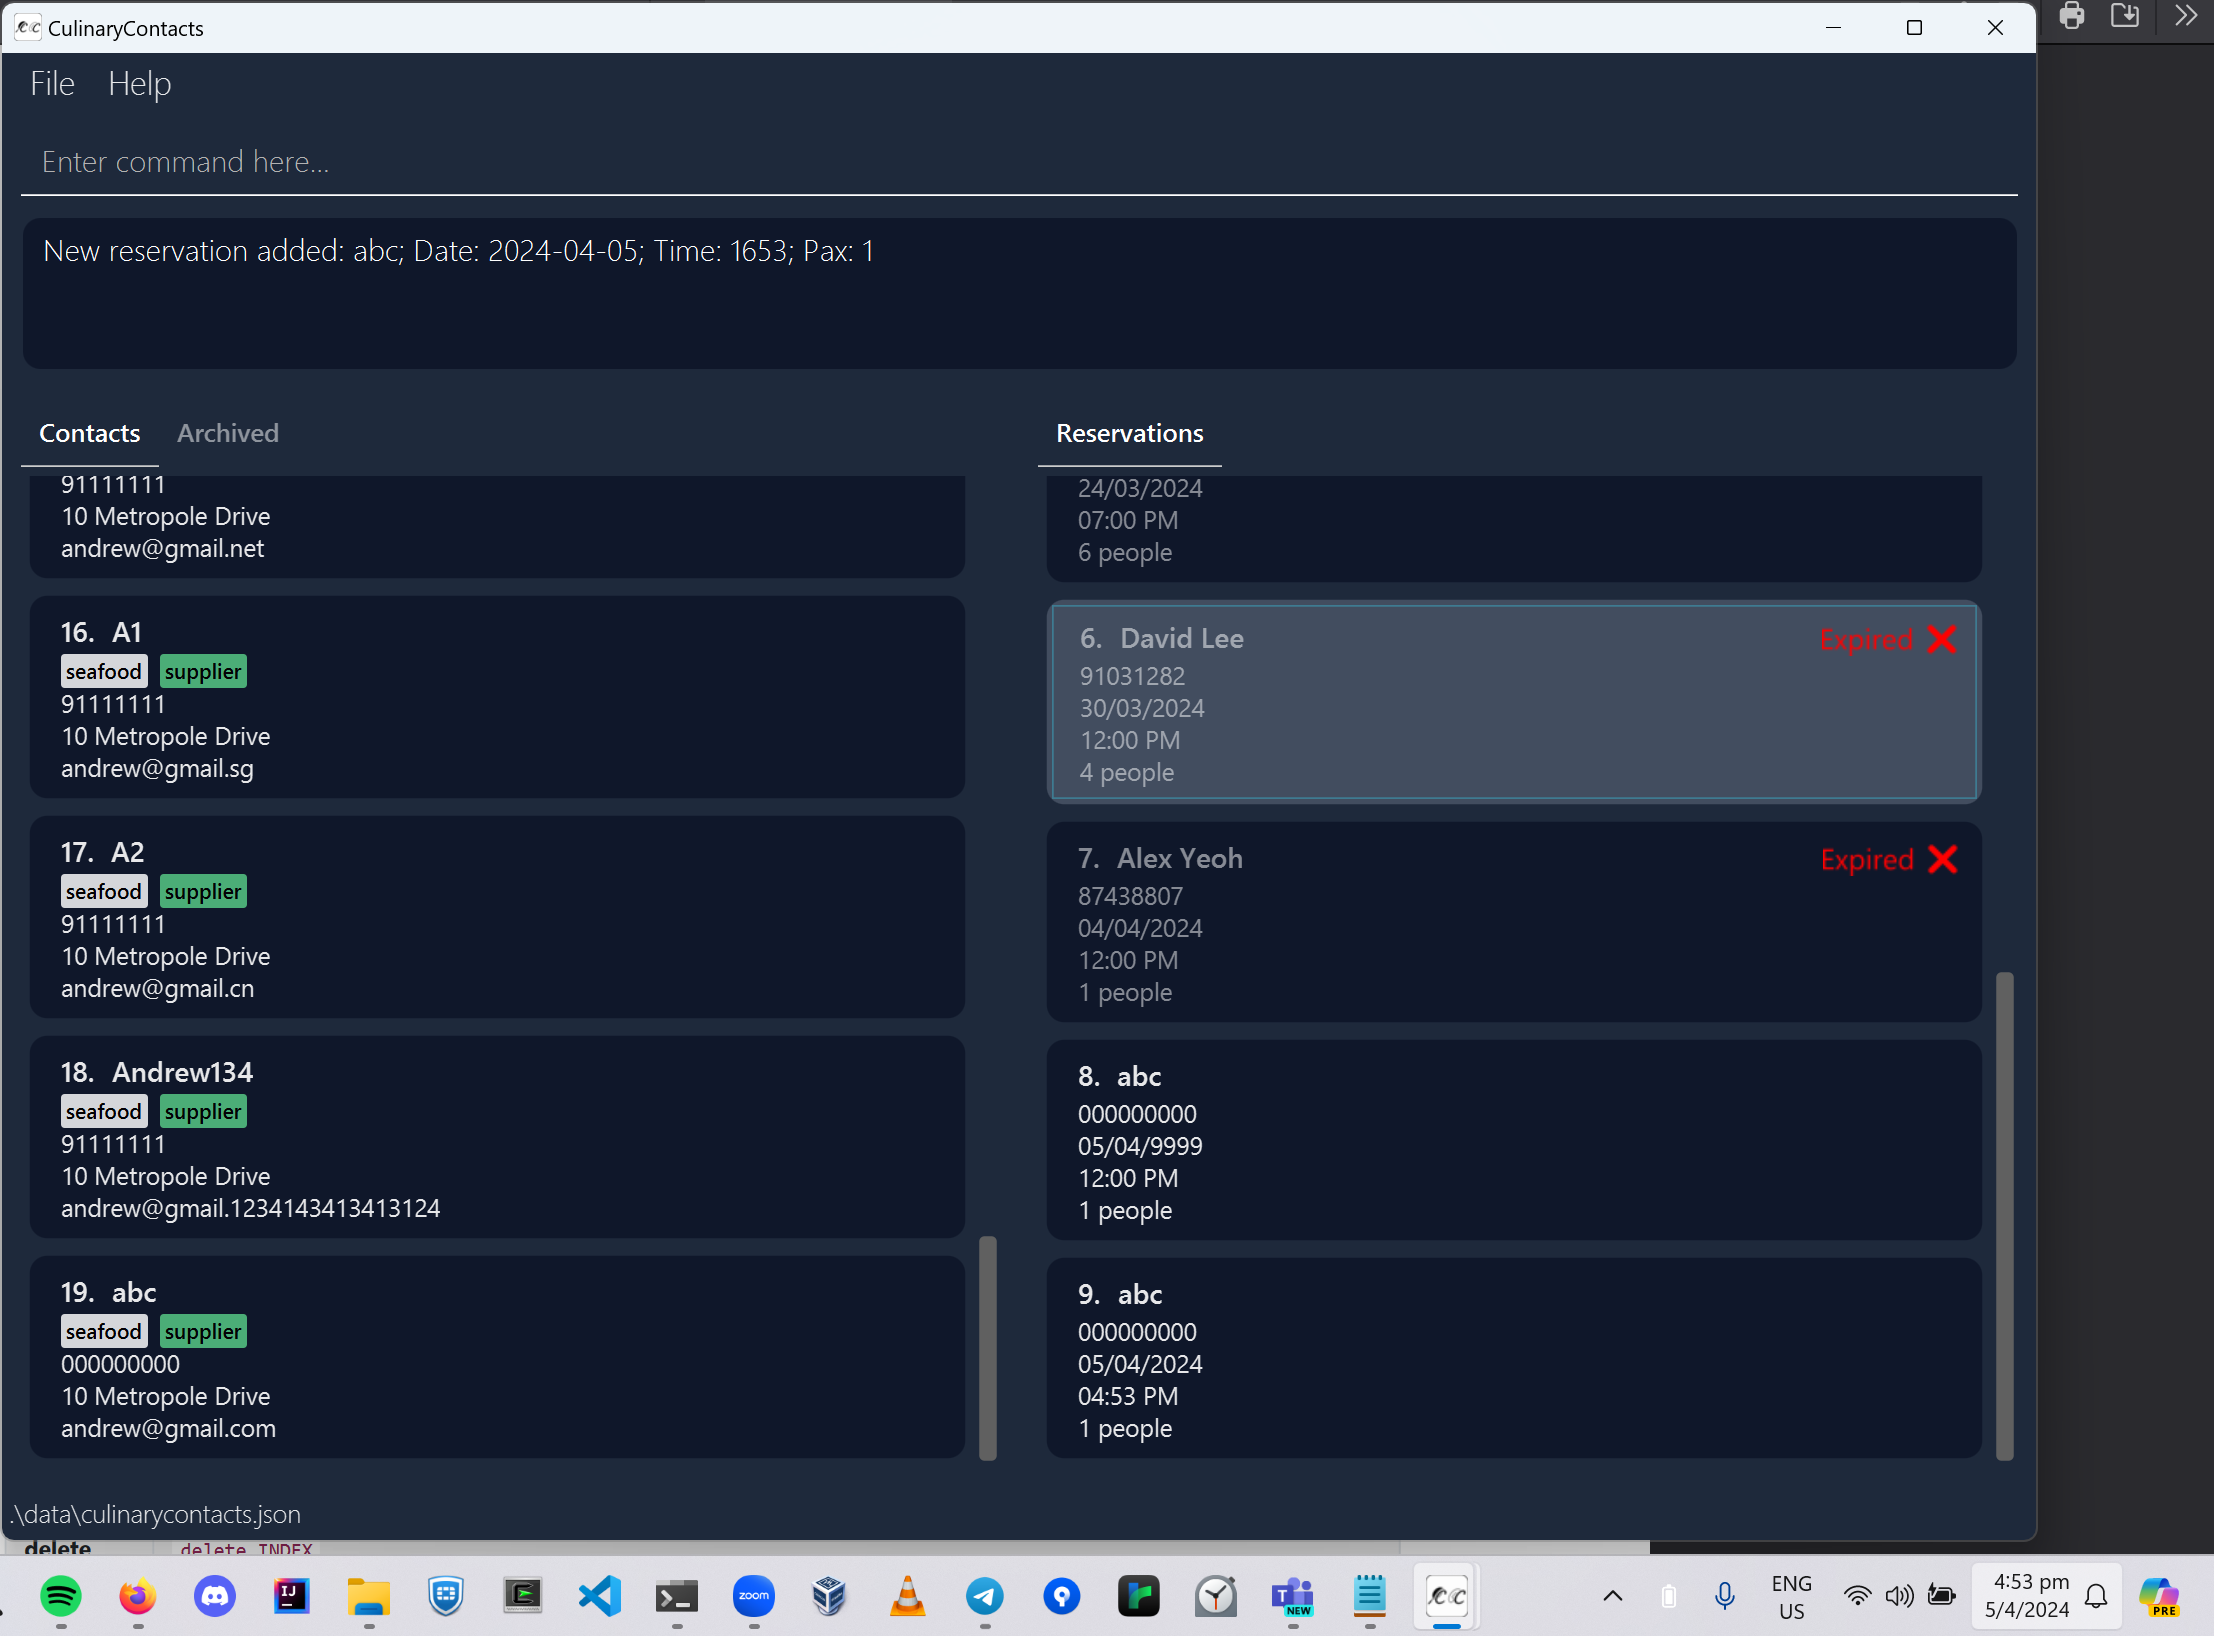 CulinaryContacts
File Help
Enter command here...
New reservation added: abc; Date: 2024-04-05; Time: 1653; Pax: 1
Contacts Archived
91111111
10 Metropole Drive
andrew@gmail.net
16. A1
seafood supplier
91111111
10 Metropole Drive
andrew@gmail.sg
17. A2
seafood supplier
91111111
10 Metropole Drive
andrew@gmail.cn
18. Andrew134
seafood supplier
91111111
10 Metropole Drive
andrew@gmail.1234143413413124
19. abc
seafood supplier
000000000
10 Metropole Drive
andrew@gmail.com
Reservations
24/03/2024
07:00 PM
6 people
6. David Lee Expired
91031282
30/03/2024
12:00 PM
4 people
7. Alex Yeoh Expired
87438807
04/04/2024
12:00 PM
1 people
8. abc
000000000
05/04/9999
12:00 PM
1 people
9. abc
000000000
05/04/2024
04:53 PM
1 people
.\data\culinarycontacts.json
delete delete INDEX
IJ
zoom
T
NEW
cc
ENG
US
4:53 pm
5/4/2024
PRE